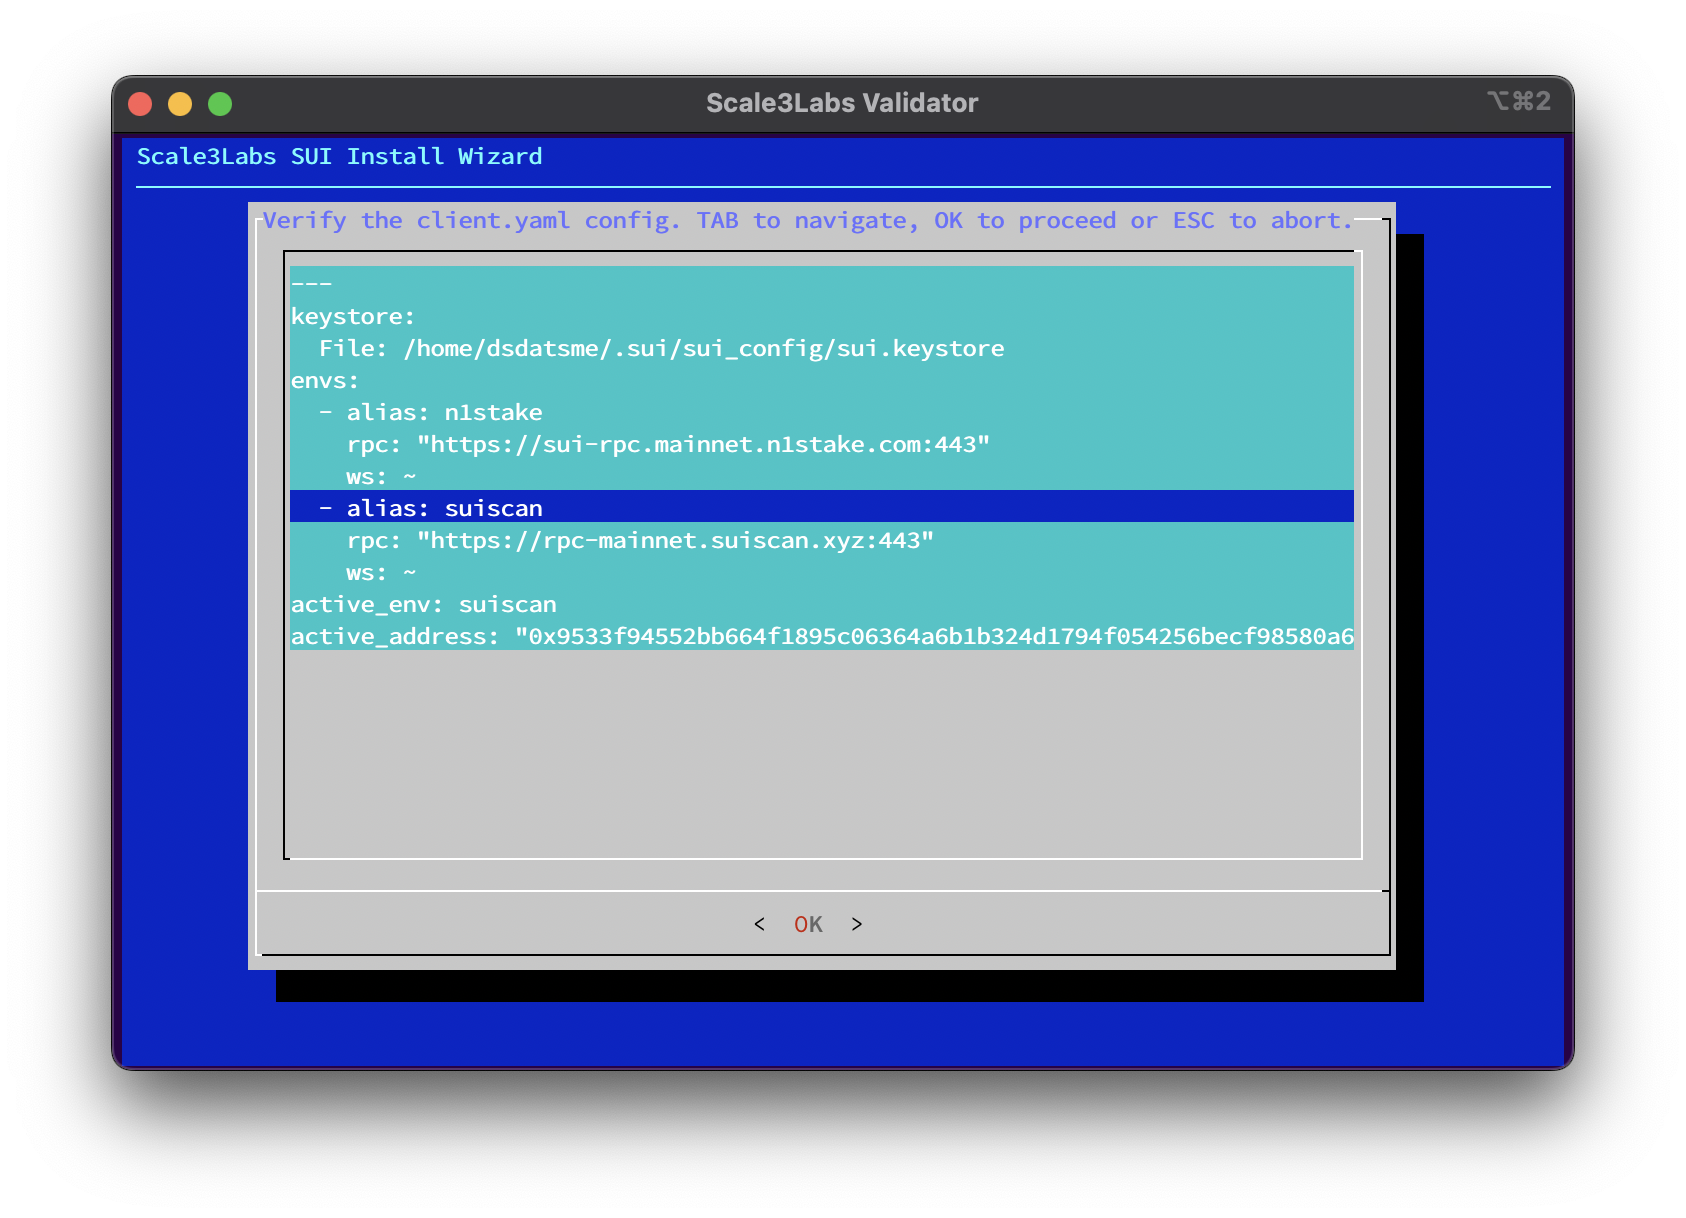 Scale3Labs Validator
⌥⌘2
Scale3Labs SUI Install Wizard
Verify the client.yaml config. TAB to navigate, OK to proceed or ESC to abort.
---
keystore:
  File: /home/dsdatsme/.sui/sui_config/sui.keystore
envs:
  - alias: n1stake
    rpc: "https://sui-rpc.mainnet.n1stake.com:443"
    ws: ~
  - alias: suiscan
    rpc: "https://rpc-mainnet.suiscan.xyz:443"
    ws: ~
active_env: suiscan
active_address: "0x9533f94552bb664f1895c06364a6b1b324d1794f054256becf98580a6
< OK >